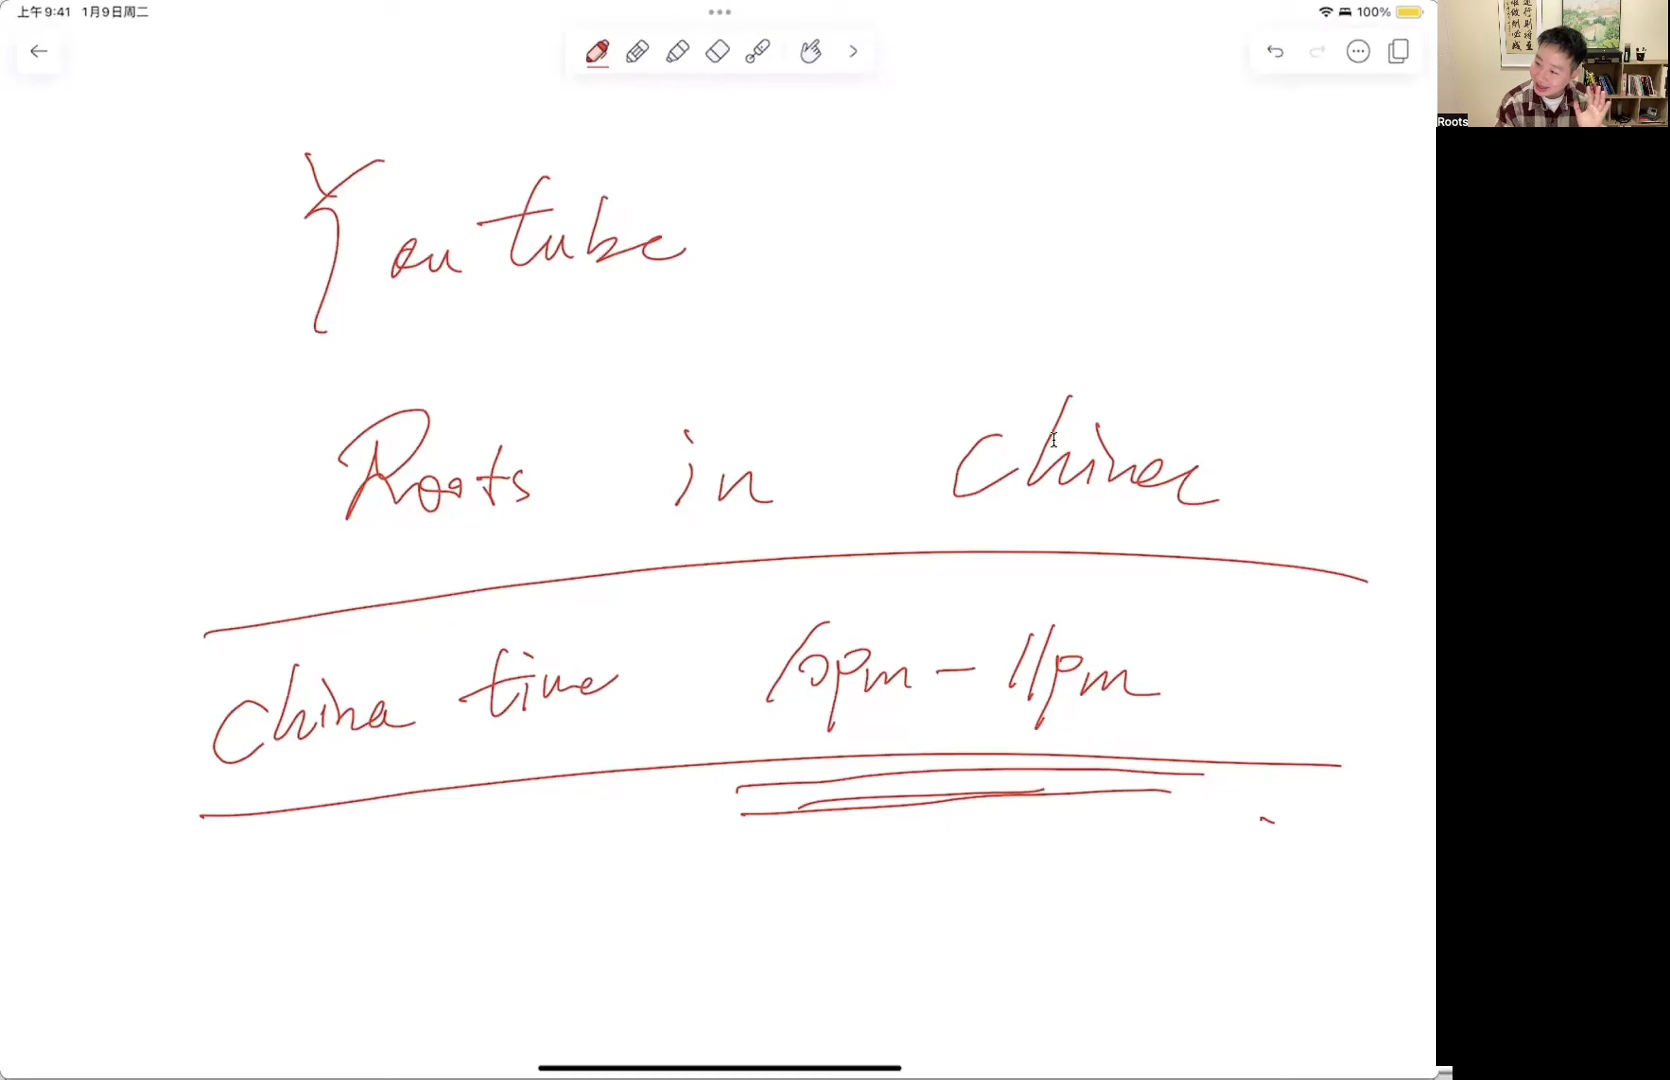 上午9:41 1月9日周二
100%
Youtube
Roots in China
China time 10pm - 11pm
Roots